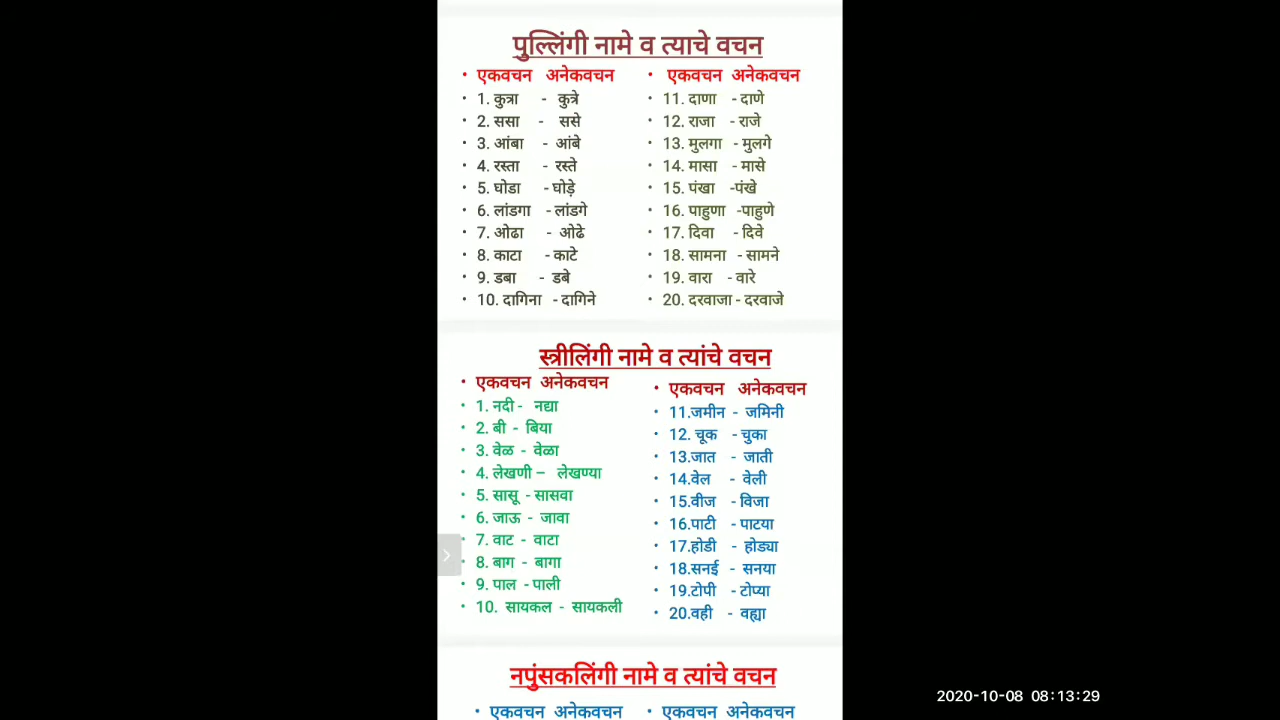 पुल्लिंगी नामे व त्याचे वचन
• एकवचन अनेकवचन
• 1. कुत्रा - कुत्रे
• 2. ससा - ससे
• 3. आंबा - आंबे
• 4. रस्ता - रस्ते
• 5. घोडा - घोड़े
• 6. लांडगा - लांडगे
• 7. ओढा - ओढे
• 8. काटा - काटे
• 9. डबा - डबे
• 10. दागिना - दागिने
• एकवचन अनेकवचन
• 11. दाणा - दाणे
• 12. राजा - राजे
• 13. मुलगा - मुलगे
• 14. मासा - मासे
• 15. पंखा -पंखे
• 16. पाहुणा -पाहुणे
• 17. दिवा - दिवे
• 18. सामना - सामने
• 19. वारा - वारे
• 20. दरवाजा - दरवाजे
स्त्रीलिंगी नामे व त्यांचे वचन
• एकवचन अनेकवचन
• 1. नदी - नद्या
• 2. बी - बिया
• 3. वेळ - वेळा
• 4. लेखणी – लेखण्या
• 5. सासू - सासवा
• 6. जाऊ - जावा
• 7. वाट - वाटा
• 8. बाग - बागा
• 9. पाल - पाली
• 10. सायकल - सायकली
• एकवचन अनेकवचन
• 11.जमीन - जमिनी
• 12. चूक - चुका
• 13.जात - जाती
• 14.वेल - वेली
• 15.वीज - विजा
• 16.पाटी - पाटया
• 17.होडी - होड्या
• 18.सनई - सनया
• 19.टोपी - टोप्या
• 20.वही - वह्या
नपुंसकलिंगी नामे व त्यांचे वचन
• एकवचन अनेकवचन • एकवचन अनेकवचन
2020-10-08 08:13:29